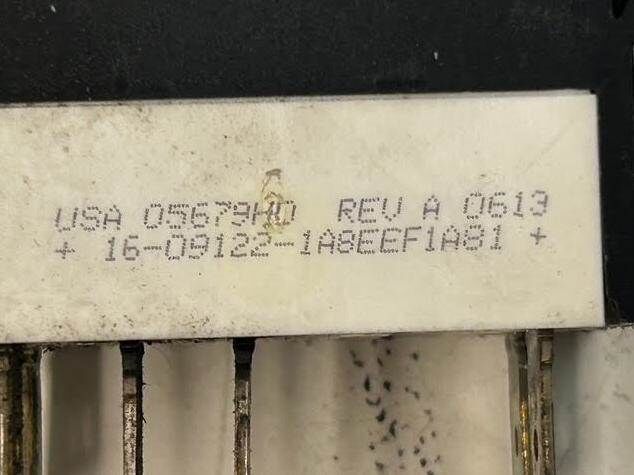 USA 05679HD REV A 0613
+ 16-09122-1A8EEF1A81 +